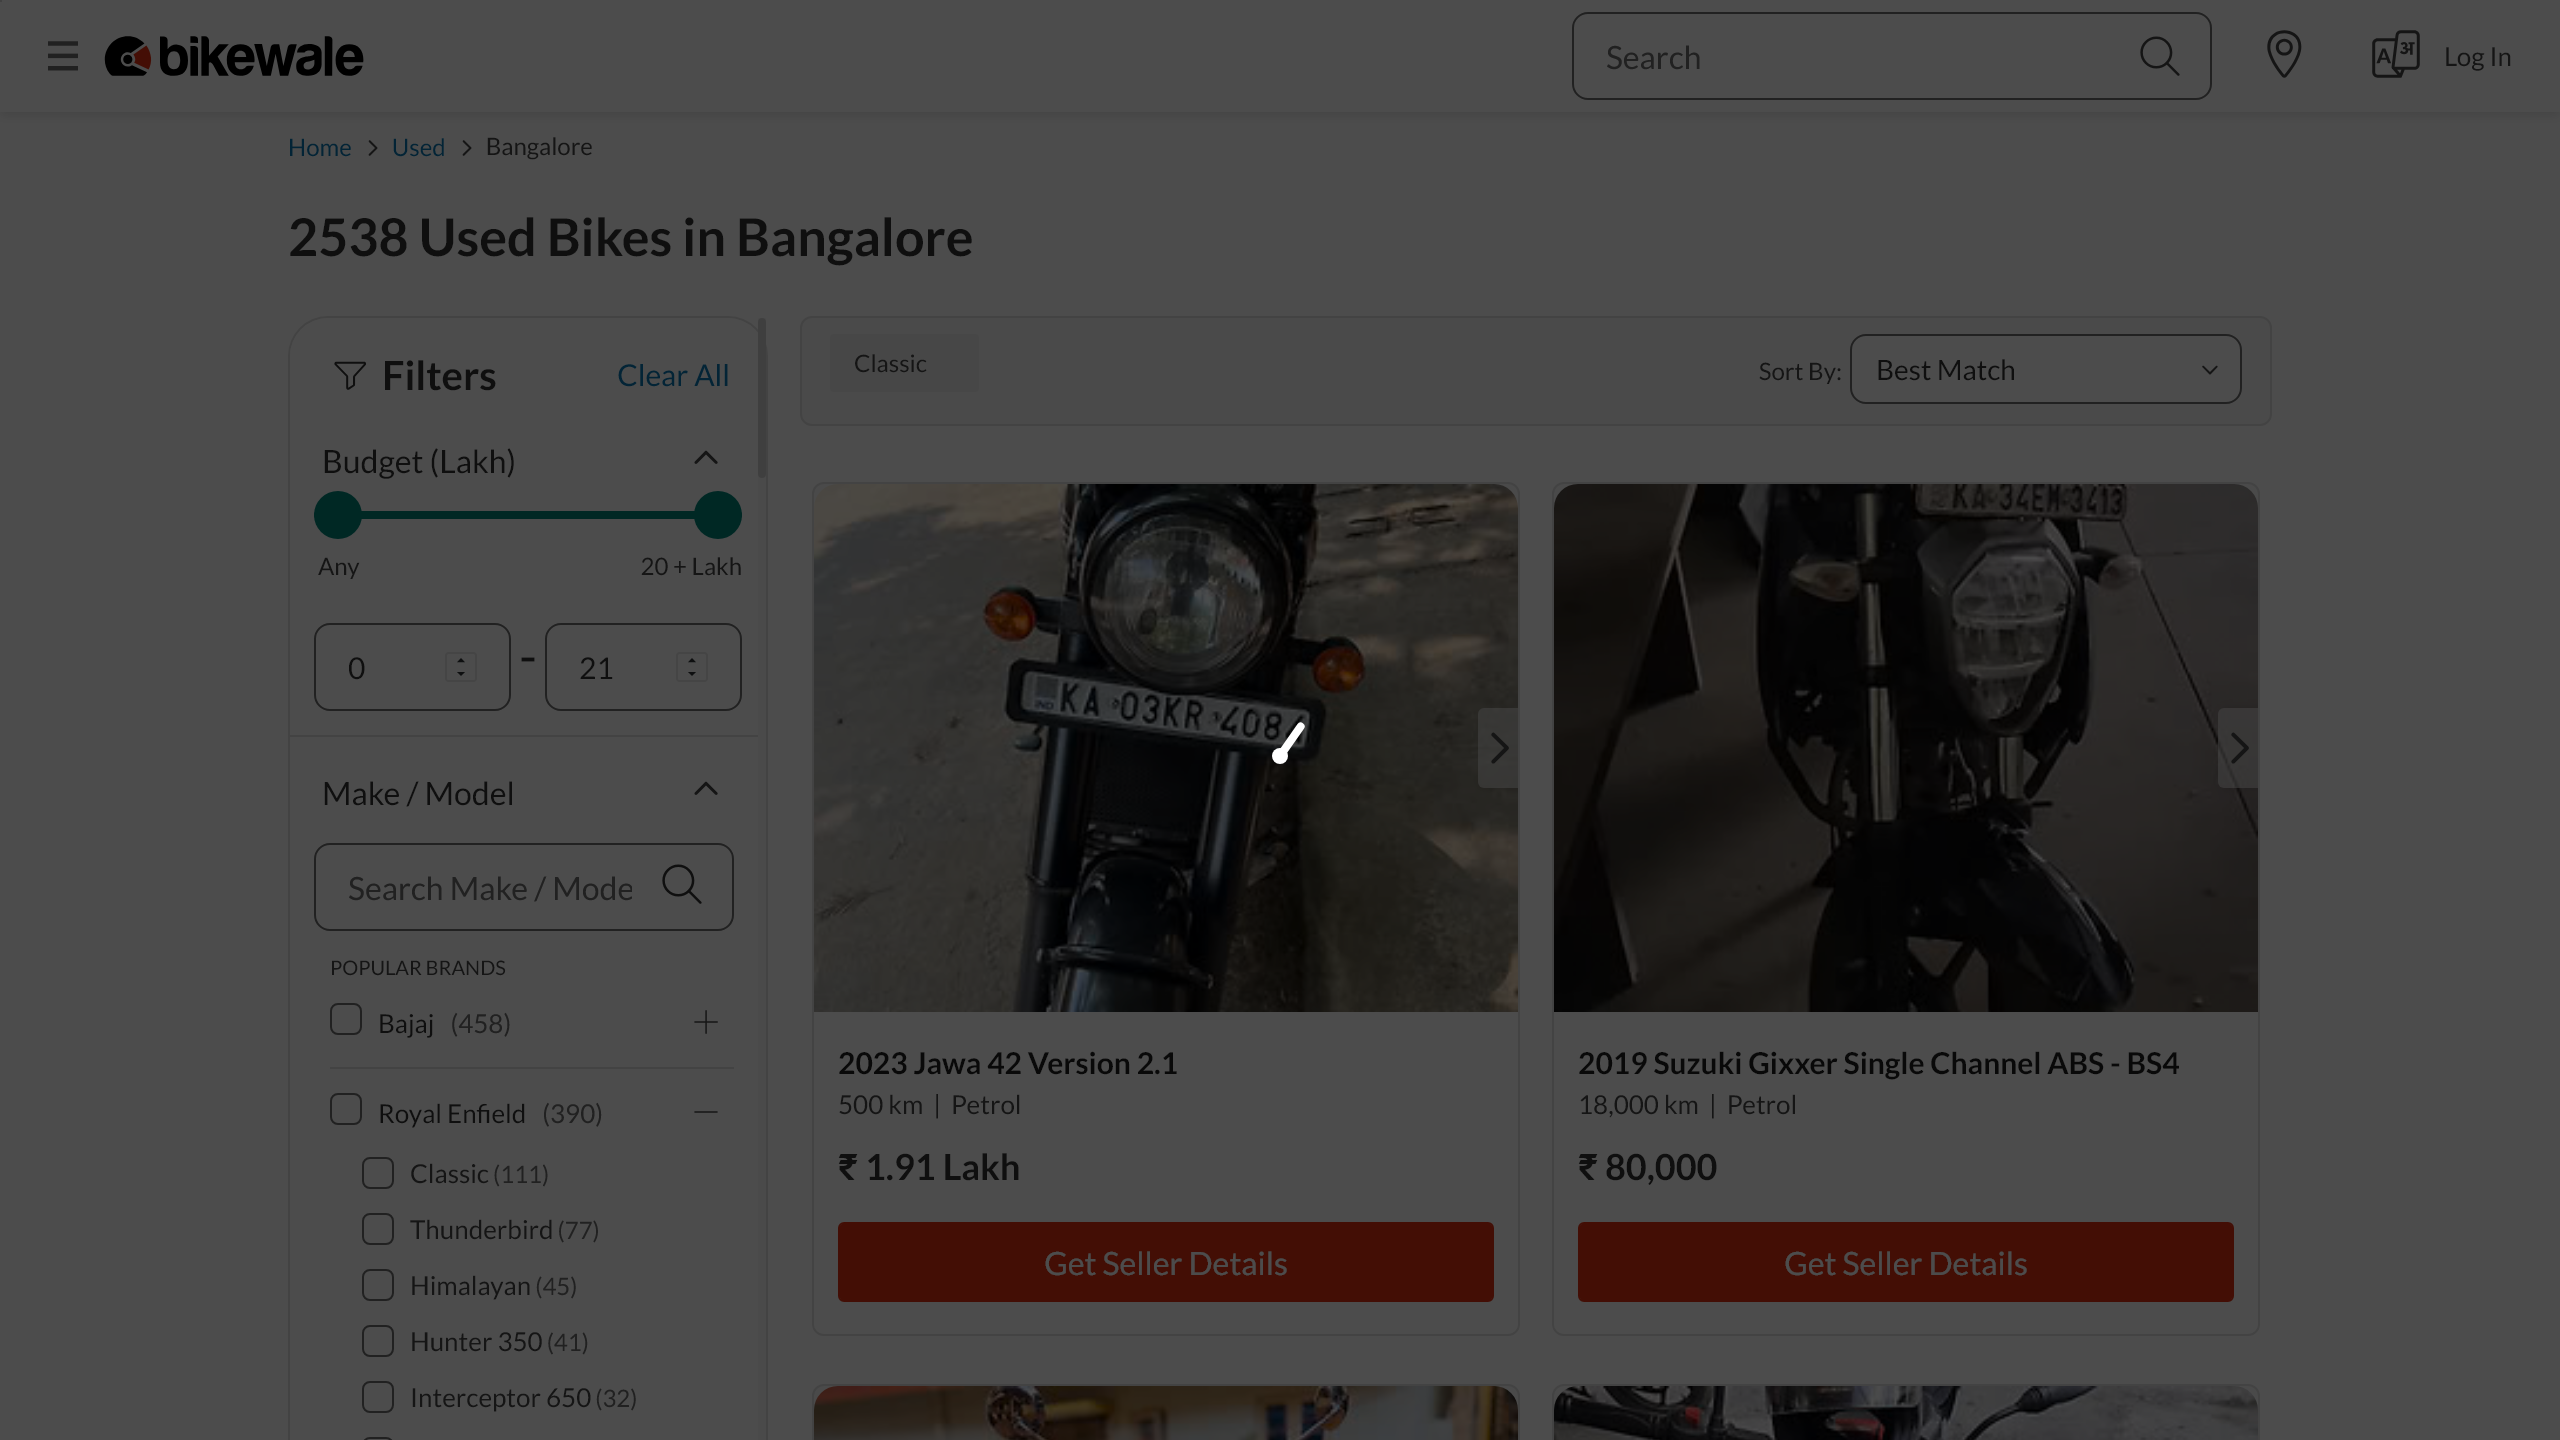 bikewale
Search
A अ
Log In
Home > Used > Bangalore
2538 Used Bikes in Bangalore
Filters
Clear All
Classic
Sort By:
Best Match
Budget (Lakh)
Any
20 + Lakh
0 - 21
Make / Model
Search Make / Mode
POPULAR BRANDS
Bajaj (458)
Royal Enfield (390)
Classic (111)
Thunderbird (77)
Himalayan (45)
Hunter 350 (41)
Interceptor 650 (32)
IND KA 03KR 408
2023 Jawa 42 Version 2.1
500 km | Petrol
₹ 1.91 Lakh
Get Seller Details
KA 34EM 3413
2019 Suzuki Gixxer Single Channel ABS - BS4
18,000 km | Petrol
₹ 80,000
Get Seller Details